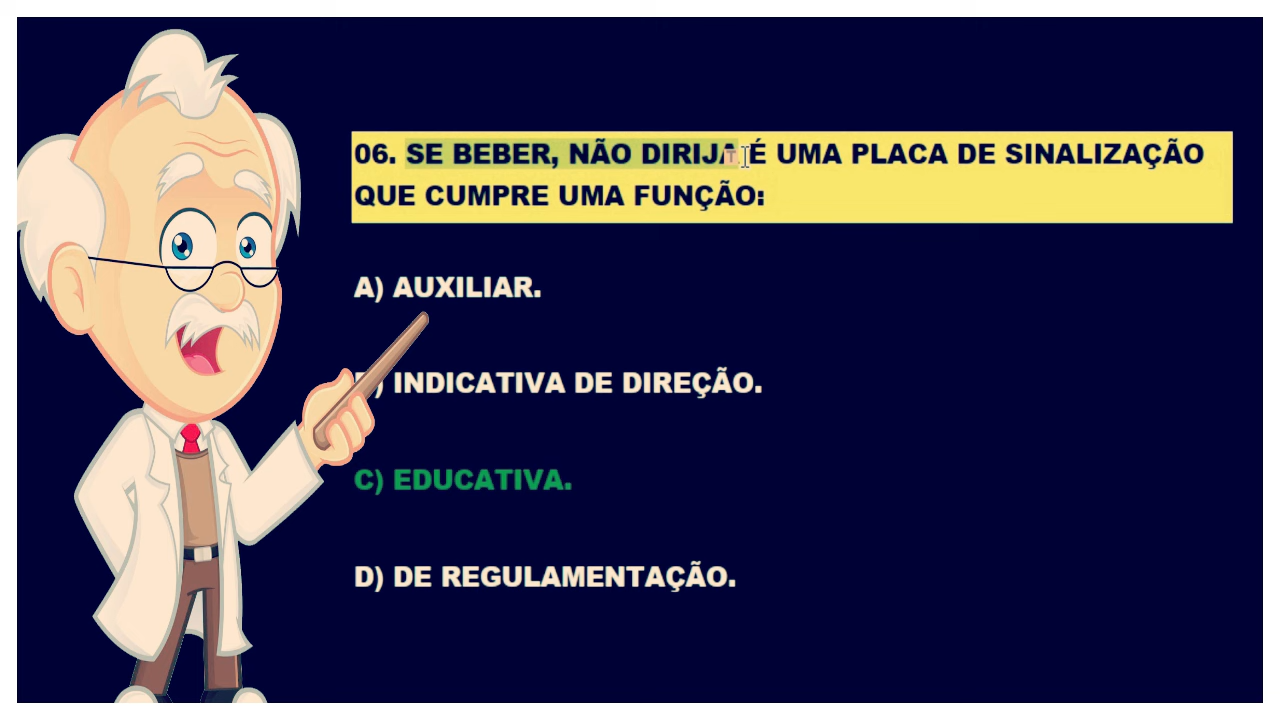 06. SE BEBER, NÃO DIRIJA É UMA PLACA DE SINALIZAÇÃO
QUE CUMPRE UMA FUNÇÃO:
A) AUXILIAR.
B) INDICATIVA DE DIREÇÃO.
C) EDUCATIVA.
D) DE REGULAMENTAÇÃO.